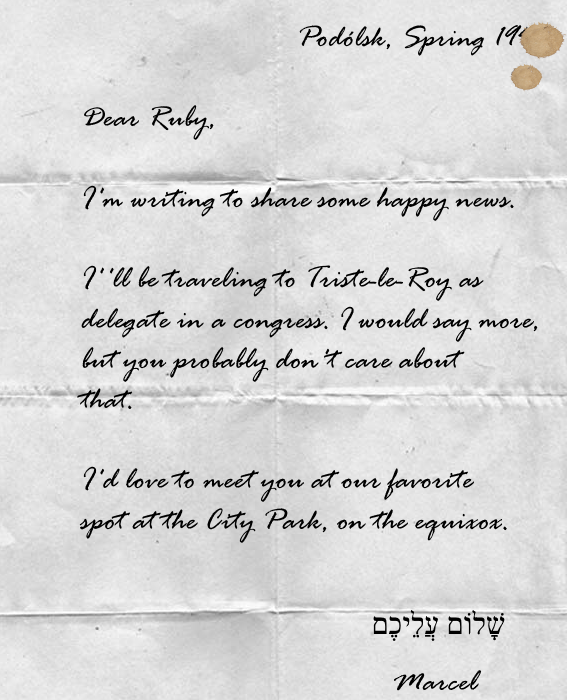 Podólsk, Spring
Dear Ruby,
I'm writing to share some happy news.
I''ll be traveling to Triste-le-Roy as
delegate in a congress. I would say more,
but you probably don't care about
that.
I'd love to meet you at our favorite
spot at the City Park, on the equixox.
שָׁלוֹם עֲלֵיכֶם
Marcel